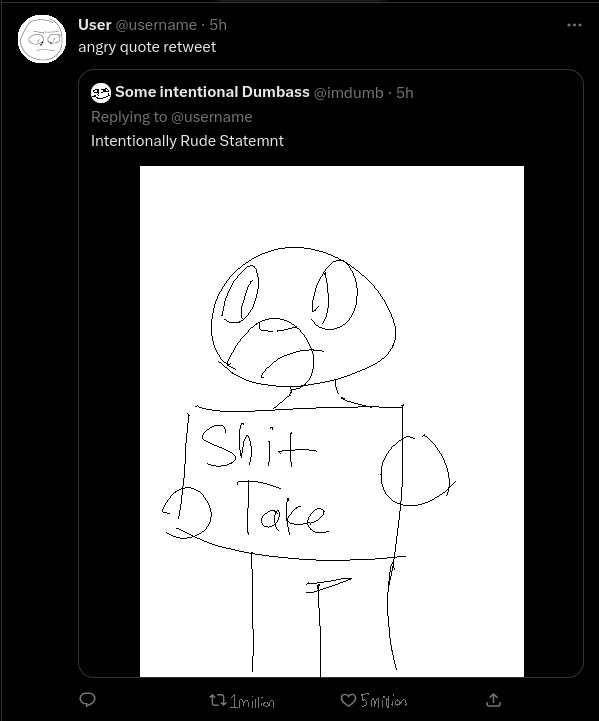 User @username · 5h
angry quote retweet
Some intentional Dumbass @imdumb · 5h
Replying to @username
Intentionally Rude Statemnt
Shit
Take
1million 5million